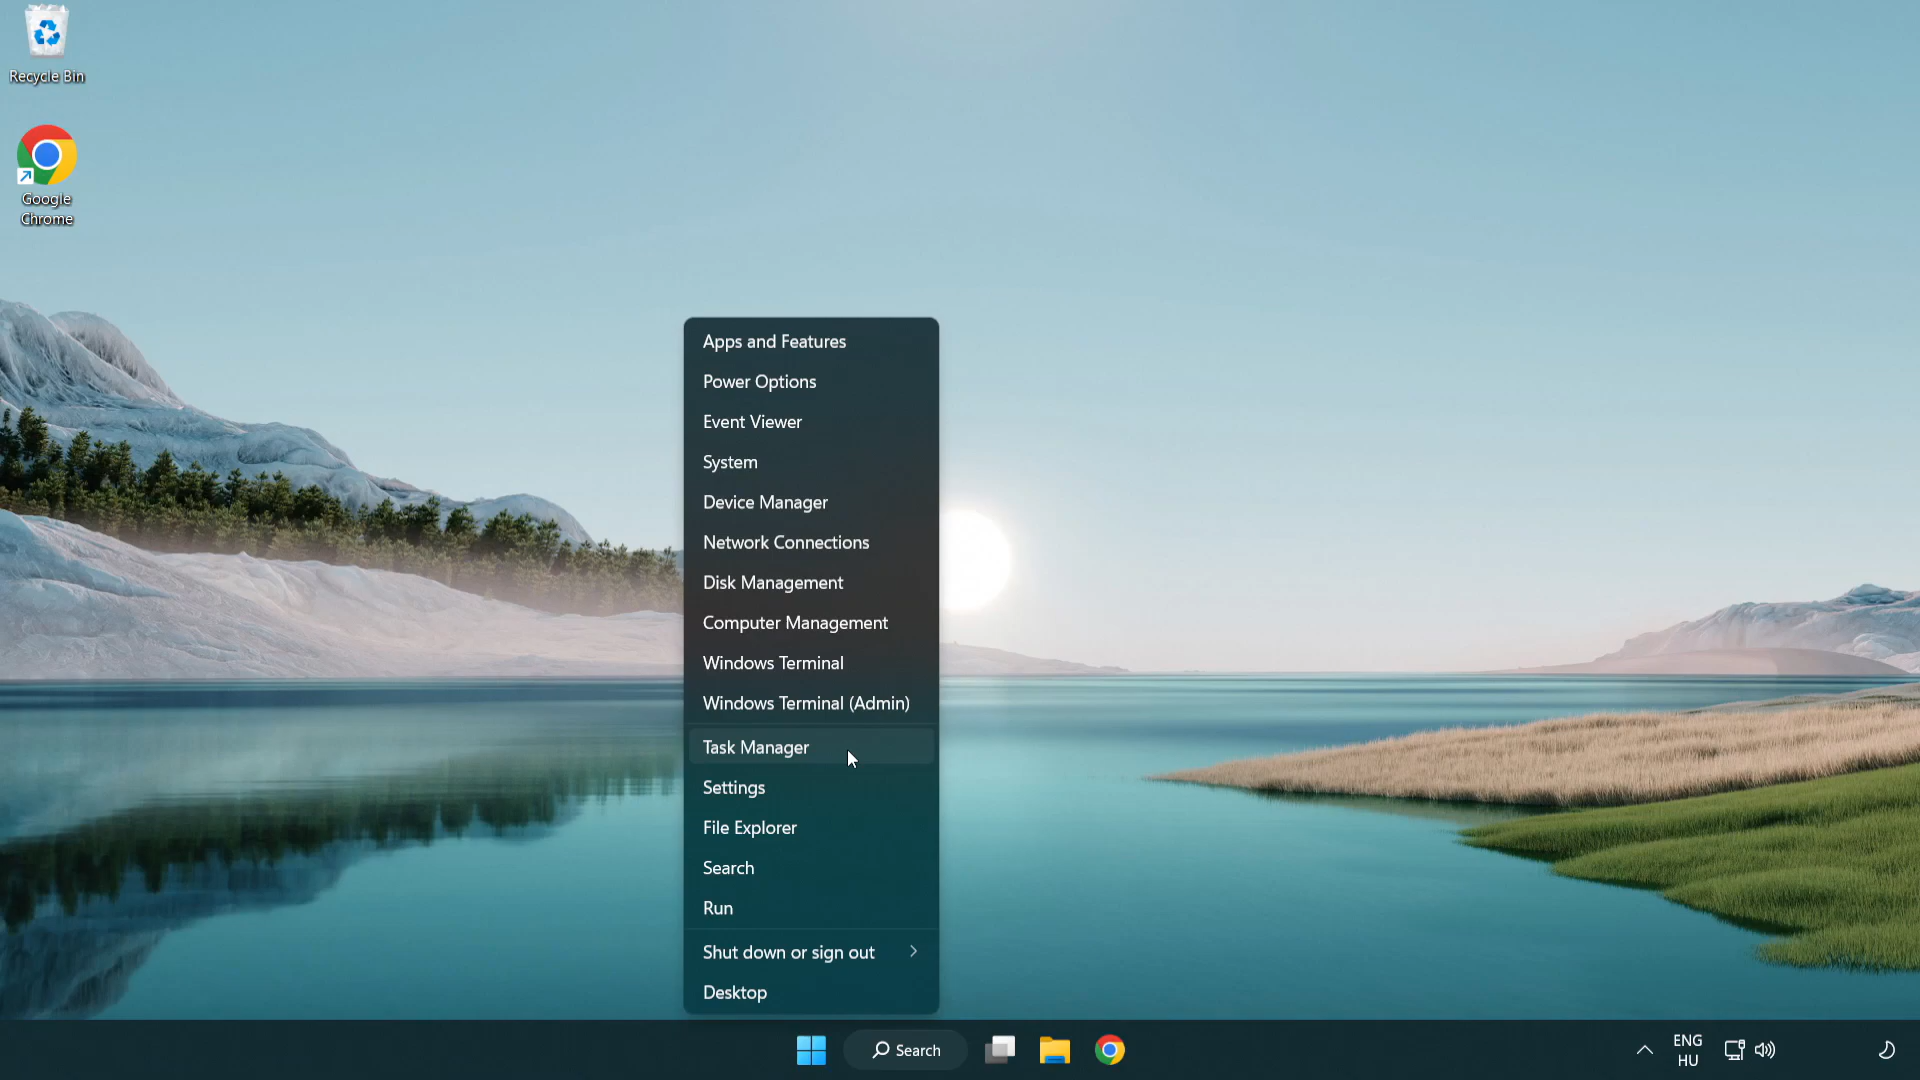 Recycle Bin
Google
Chrome
Apps and Features
Power Options
Event Viewer
System
Device Manager
Network Connections
Disk Management
Computer Management
Windows Terminal
Windows Terminal (Admin)
Task Manager
Settings
File Explorer
Search
Run
Shut down or sign out
Desktop
Search
ENG
HU